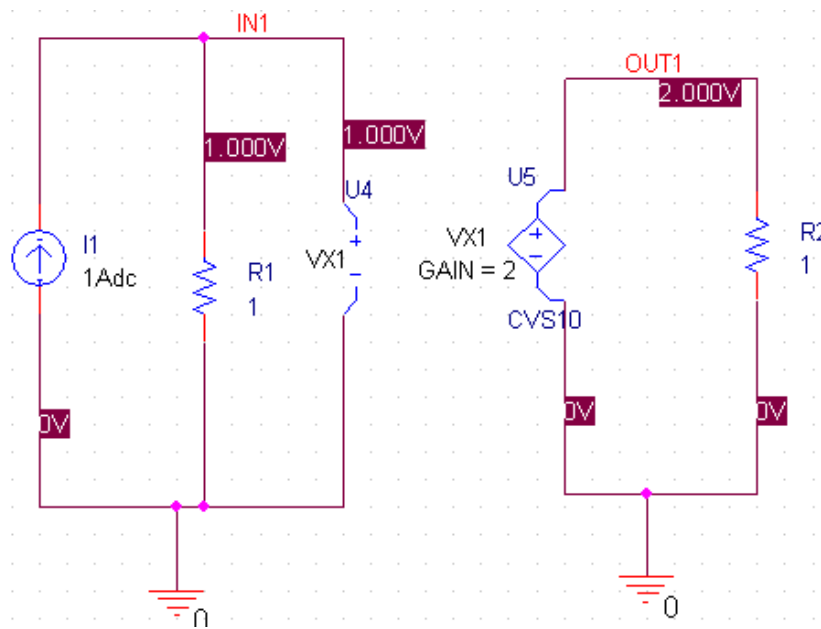 IN1
OUT1
1.000V
1.000V
2.000V
I1
1Adc
R1
1
U4
+
VX1
−
U5
VX1
GAIN = 2
+
−
CVS10
R2
1
0V
0V
0V
0
0